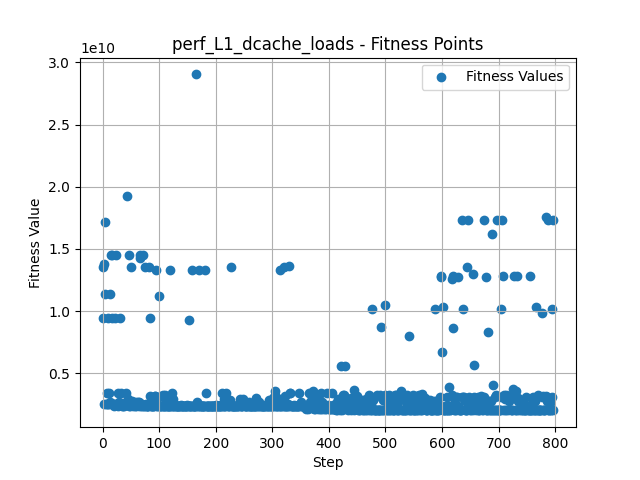 perf_L1_dcache_loads - Fitness Points
1e10
3.0
2.5
2.0
1.5
1.0
0.5
Fitness Value
Fitness Values
0 100 200 300 400 500 600 700 800
Step